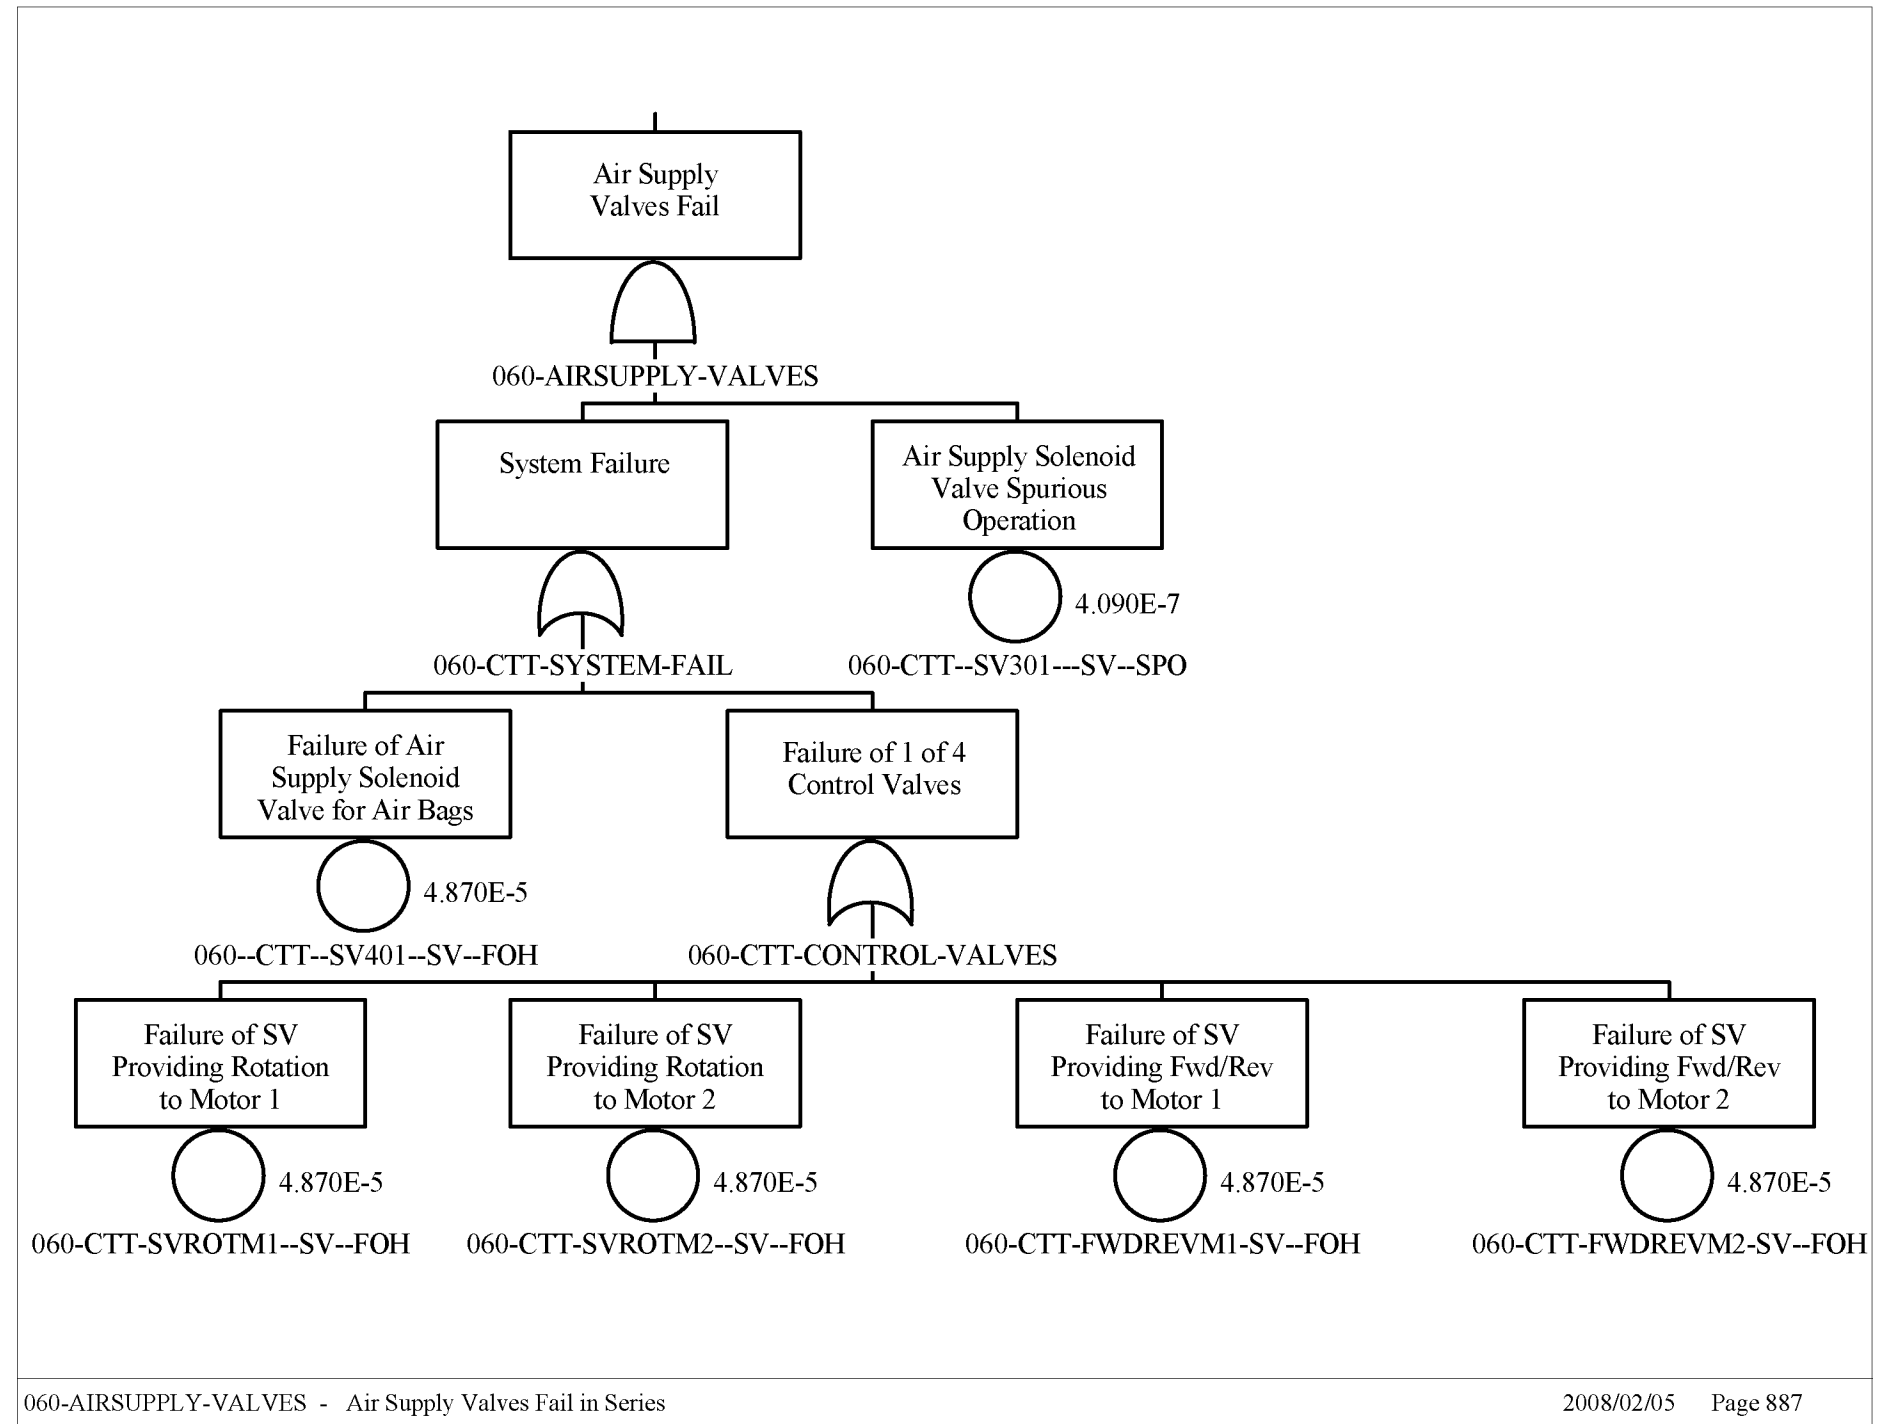 Air Supply
Valves Fail
060-AIRSUPPLY-VALVES
System Failure
Air Supply Solenoid
Valve Spurious
Operation
4.090E-7
060-CTT-SYSTEM-FAIL
060-CTT--SV301---SV--SPO
Failure of Air
Supply Solenoid
Valve for Air Bags
Failure of 1 of 4
Control Valves
4.870E-5
060--CTT--SV401--SV--FOH
060-CTT-CONTROL-VALVES
Failure of SV
Providing Rotation
to Motor 1
Failure of SV
Providing Rotation
to Motor 2
Failure of SV
Providing Fwd/Rev
to Motor 1
Failure of SV
Providing Fwd/Rev
to Motor 2
4.870E-5
4.870E-5
4.870E-5
4.870E-5
060-CTT-SVROTM1--SV--FOH
060-CTT-SVROTM2--SV--FOH
060-CTT-FWDREVM1-SV--FOH
060-CTT-FWDREVM2-SV--FOH
060-AIRSUPPLY-VALVES - Air Supply Valves Fail in Series
2008/02/05 Page 887